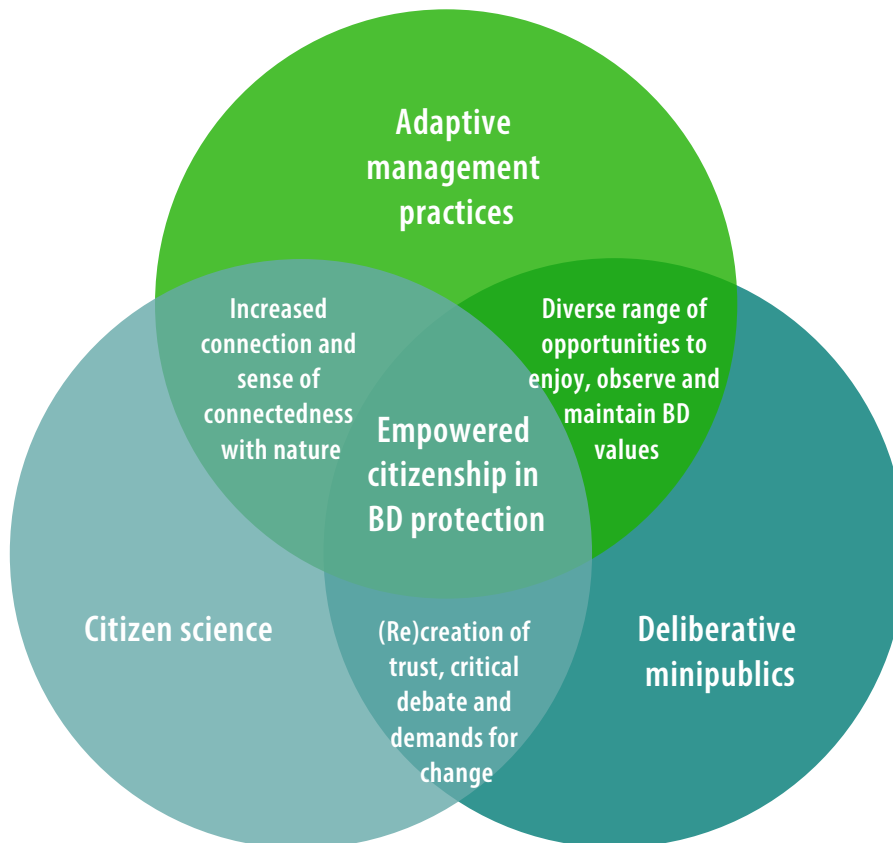 Adaptive
management
practices
Increased
connection and
sense of
connectedness
with nature
Diverse range of
opportunities to
enjoy, observe and
maintain BD
values
Empowered
citizenship in
BD protection
Citizen science
(Re)creation of
trust, critical
debate and
demands for
change
Deliberative
minipublics